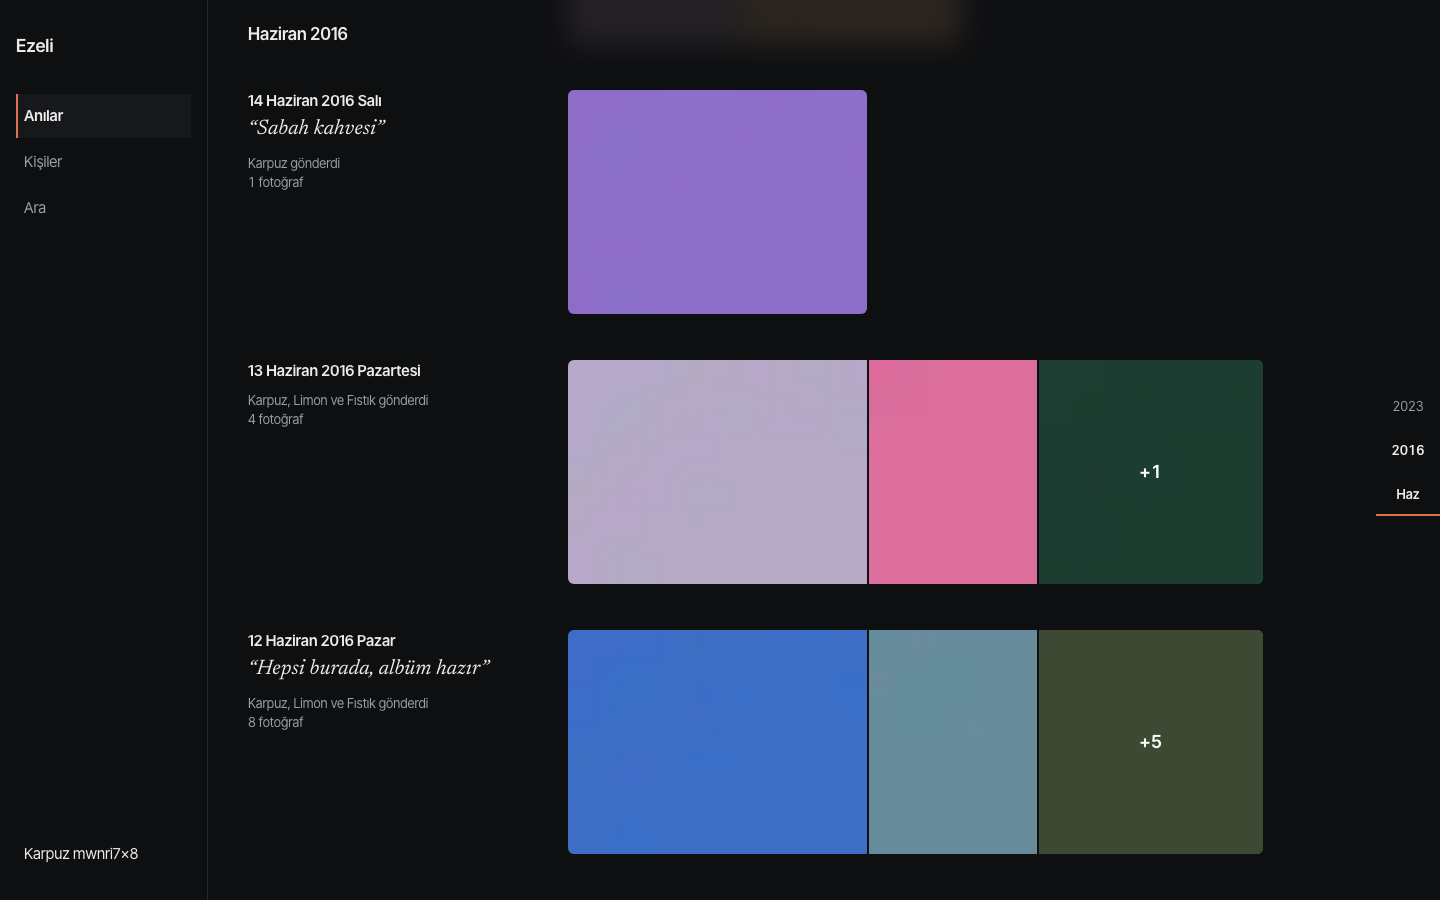 Ezeli
Anılar
Kişiler
Ara
Karpuz mwnri7x8
Haziran 2016
14 Haziran 2016 Salı
“Sabah kahvesi”
Karpuz gönderdi
1 fotoğraf
13 Haziran 2016 Pazartesi
Karpuz, Limon ve Fıstık gönderdi
4 fotoğraf
+1
12 Haziran 2016 Pazar
“Hepsi burada, albüm hazır”
Karpuz, Limon ve Fıstık gönderdi
8 fotoğraf
+5
2023
2016
Haz